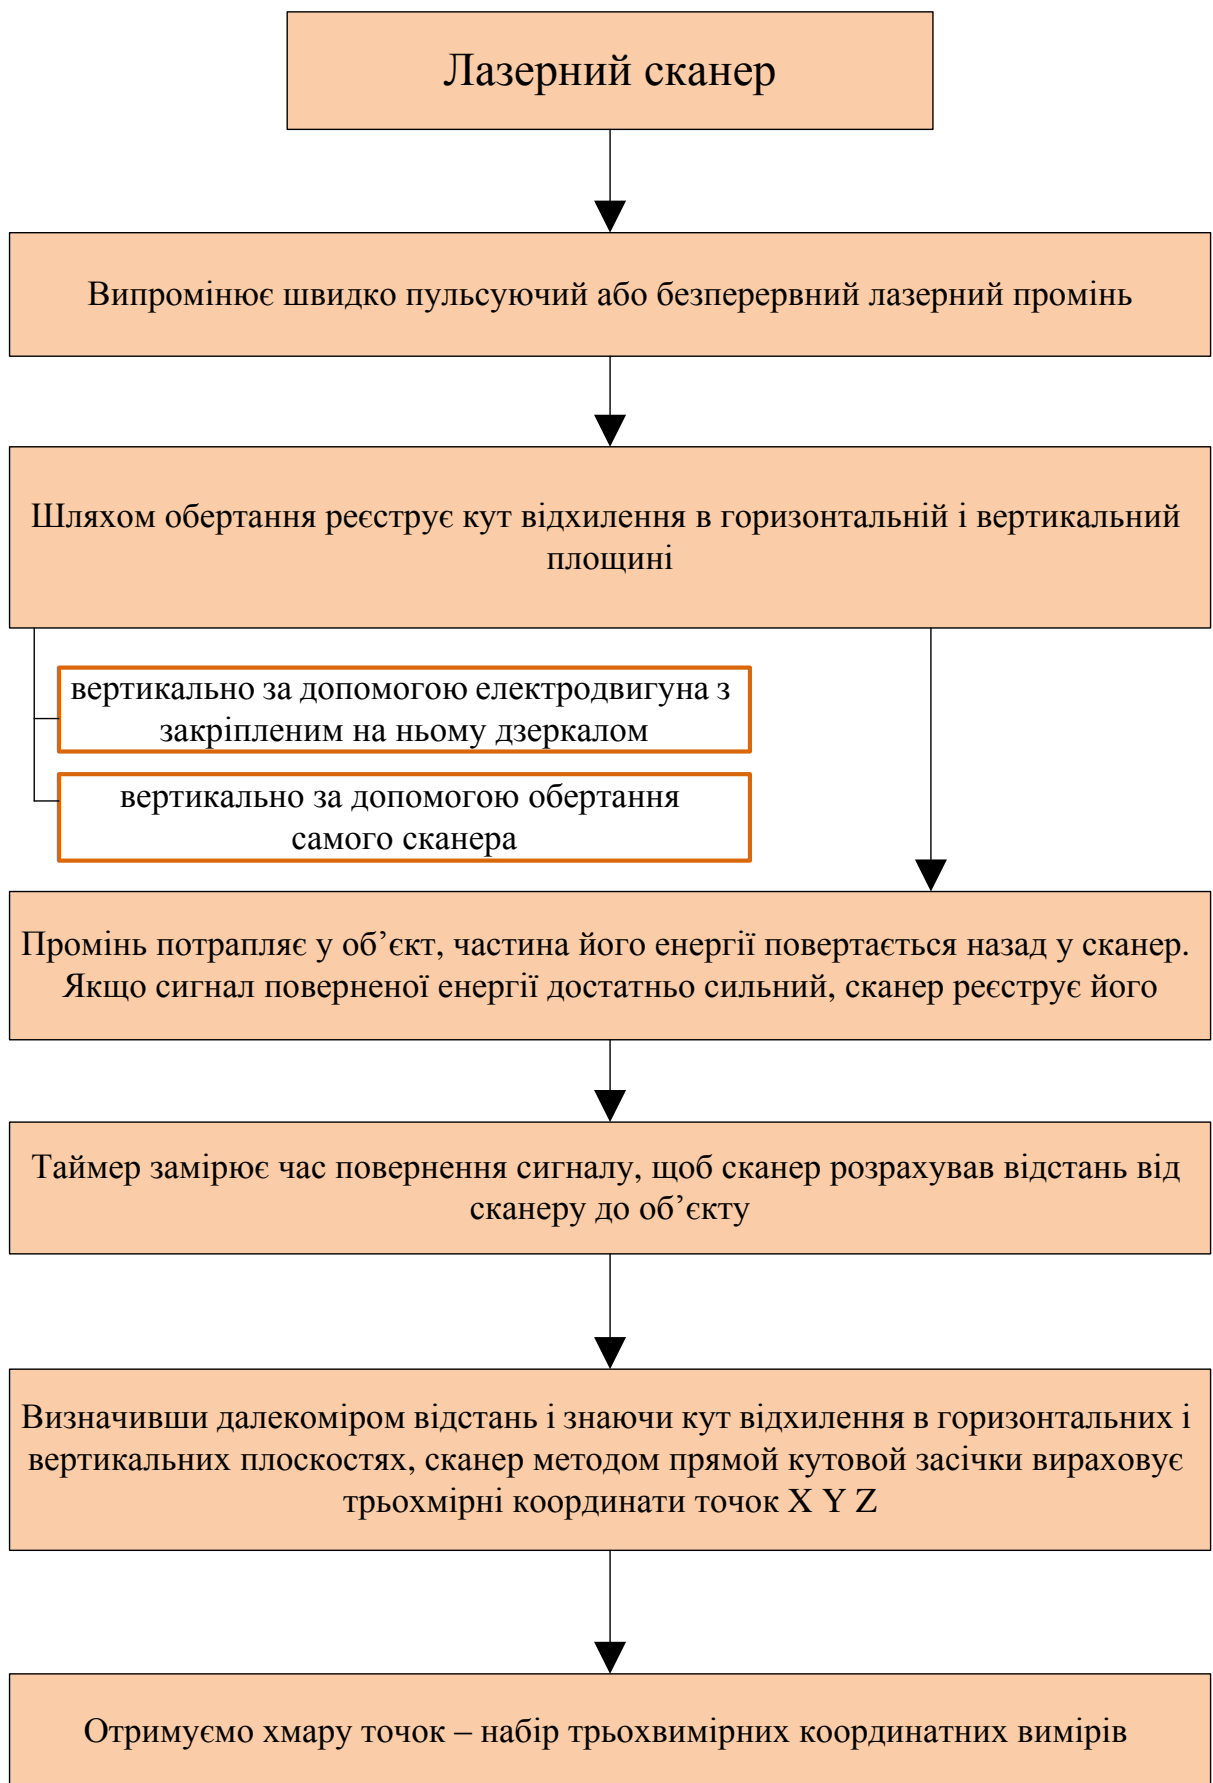 Лазерний сканер
Випромінює швидко пульсуючий або безперервний лазерний промінь
Шляхом обертання реєструє кут відхилення в горизонтальній і вертикальний
площині
вертикально за допомогою електродвигуна з
закріпленим на ньому дзеркалом
вертикально за допомогою обертання
самого сканера
Промінь потрапляє у об’єкт, частина його енергії повертається назад у сканер.
Якщо сигнал поверненої енергії достатньо сильний, сканер реєструє його
Таймер замірює час повернення сигналу, щоб сканер розрахував відстань від
сканеру до об’єкту
Визначивши далекоміром відстань і знаючи кут відхилення в горизонтальних і
вертикальних плоскостях, сканер методом прямої кутової засічки вираховує
трьохмірні координати точок X Y Z
Отримуємо хмару точок – набір трьохвимірних координатних вимірів